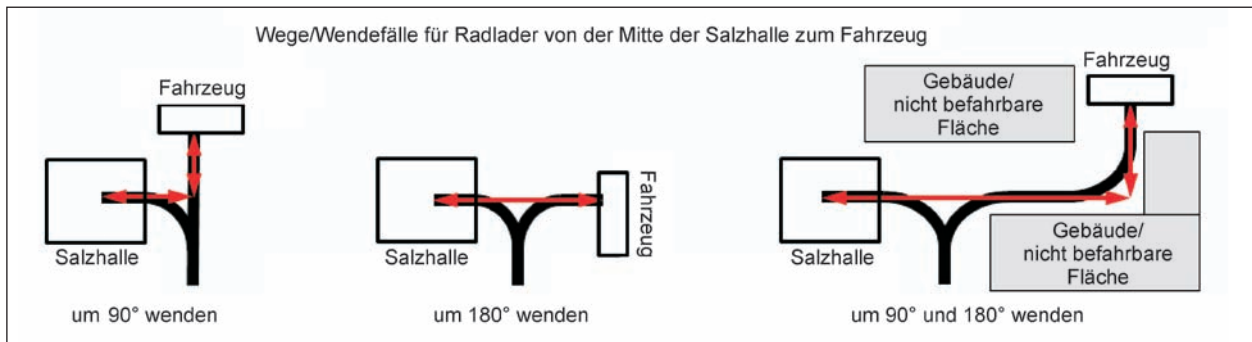 Wege/Wendefälle für Radlader von der Mitte der Salzhalle zum Fahrzeug
Fahrzeug
Salzhalle
um 90° wenden
Fahrzeug
Salzhalle
um 180° wenden
Gebäude/
nicht befahrbare
Fläche
Fahrzeug
Salzhalle
Gebäude/
nicht befahrbare
Fläche
um 90° und 180° wenden